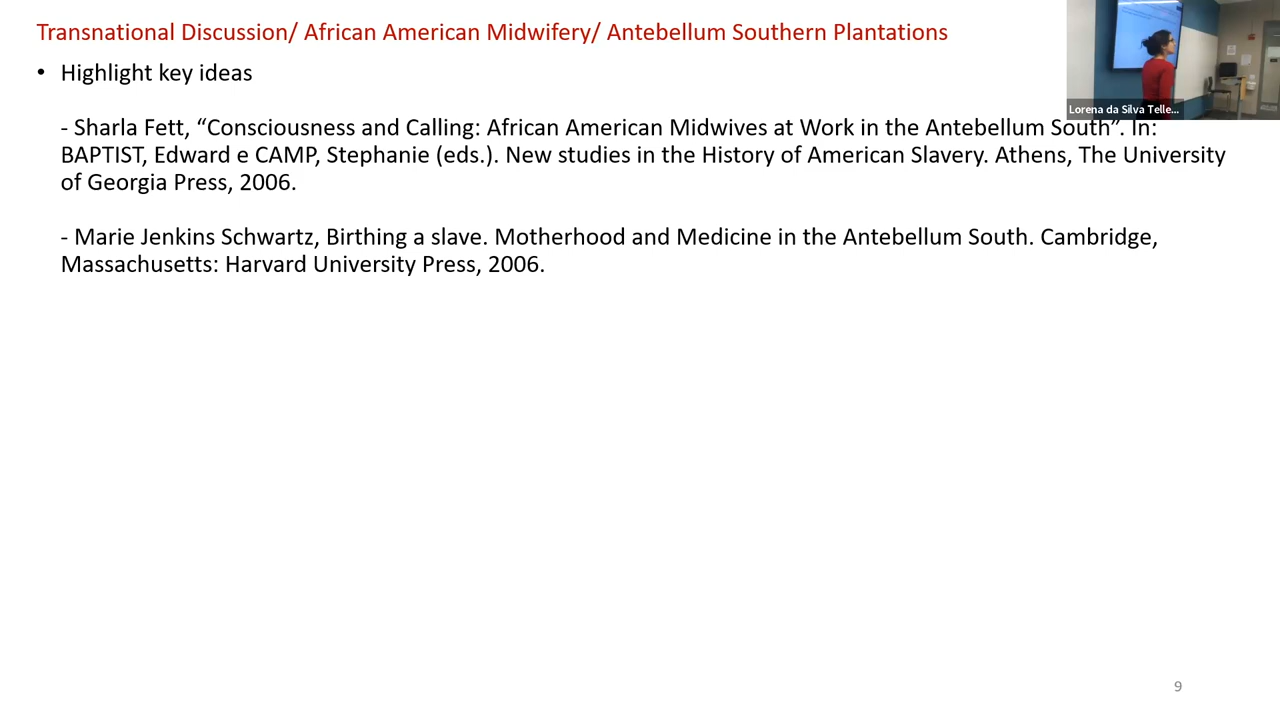 Transnational Discussion/ African American Midwifery/ Antebellum Southern Plantations
• Highlight key ideas
- Sharla Fett, “Consciousness and Calling: African American Midwives at Work in the Antebellum South”. In:
BAPTIST, Edward e CAMP, Stephanie (eds.). New studies in the History of American Slavery. Athens, The University
of Georgia Press, 2006.
- Marie Jenkins Schwartz, Birthing a slave. Motherhood and Medicine in the Antebellum South. Cambridge,
Massachusetts: Harvard University Press, 2006.
Lorena da Silva Telle...
9